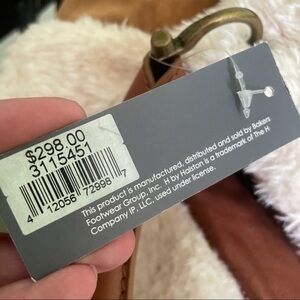 $298.00
3115451
4 12056 72998 7
This product is manufactured, distributed and sold by Bakers
Footwear Group, Inc. H by Halston is a trademark of The H
Company IP, LLC, used under license.